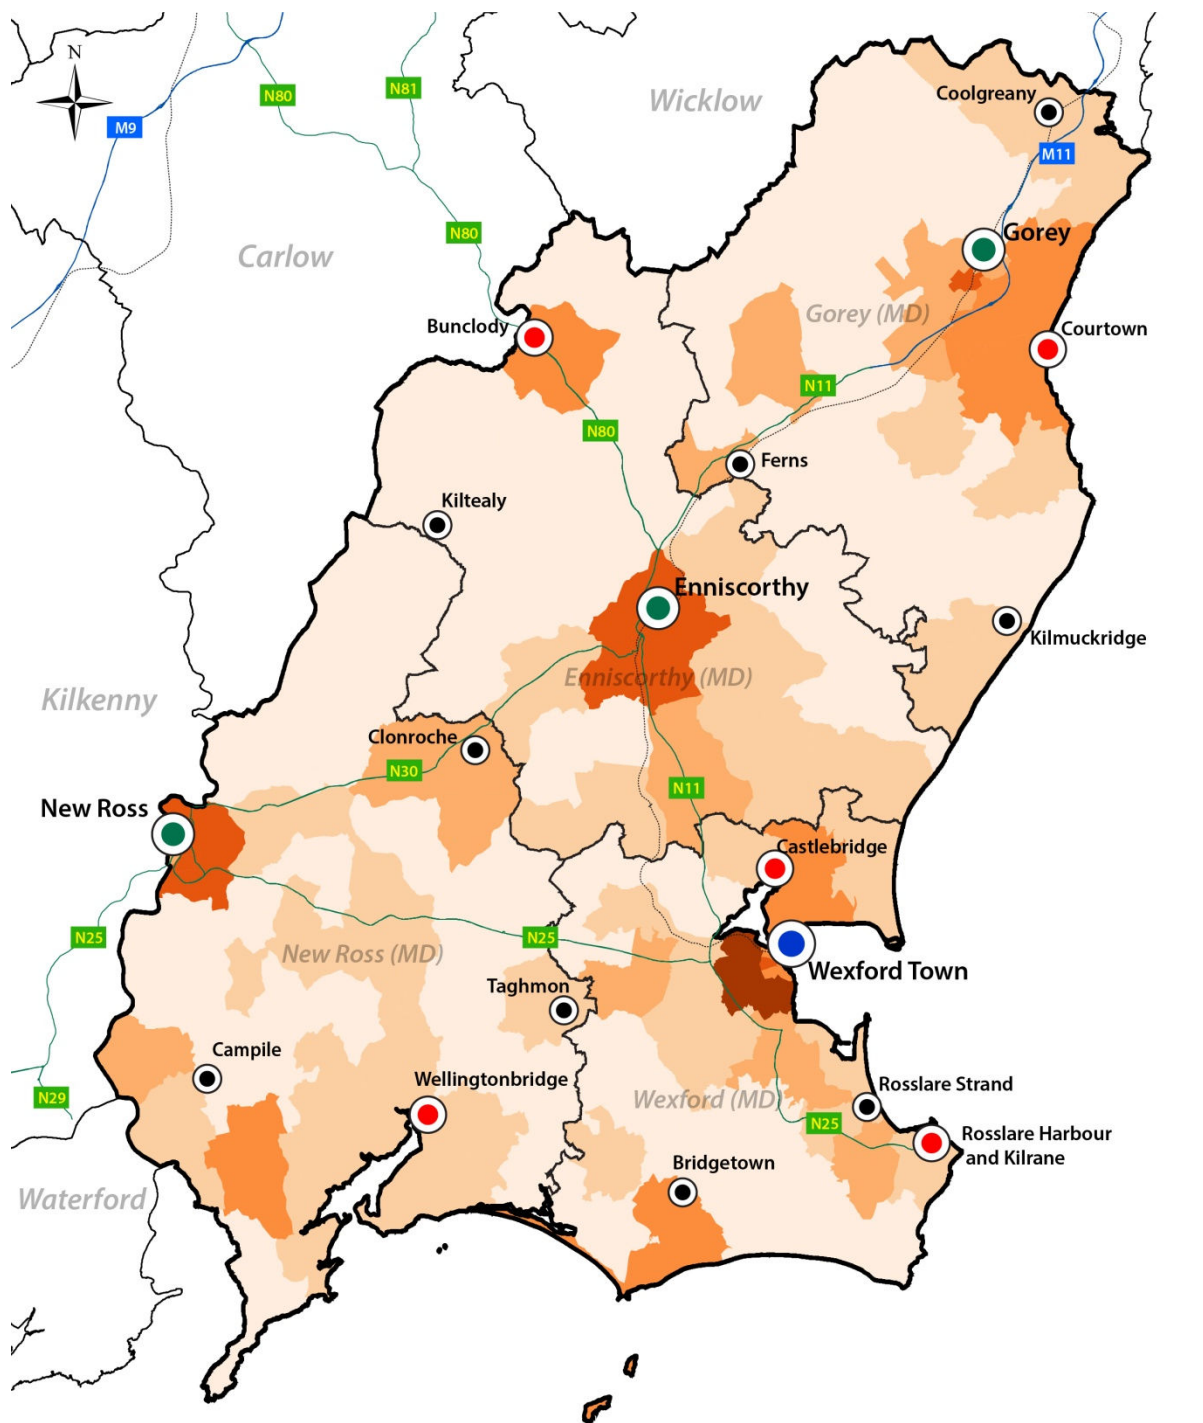 N
N80
N81
Coolgreany
Wicklow
M9
M11
N80
Gorey
Carlow
Gorey (MD)
Bunclody
Courtown
N11
N80
Ferns
Kiltealy
Enniscorthy
Kilmuckridge
Enniscorthy (MD)
Kilkenny
Clonroche
N30
N11
New Ross
Castlebridge
N25
N25
New Ross (MD)
Wexford Town
Taghmon
Campile
Wellingtonbridge
Rosslare Strand
N29
Wexford (MD)
N25
Rosslare Harbour
and Kilrane
Bridgetown
Waterford